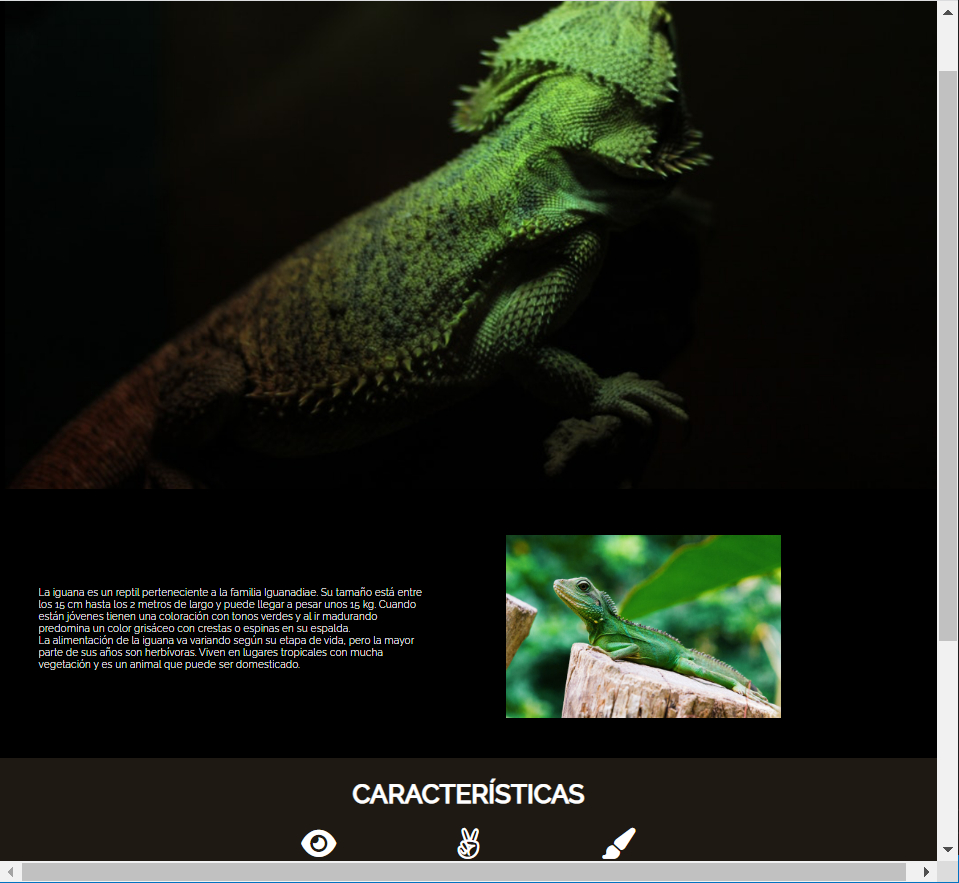 La iguana es un reptil perteneciente a la familia Iguanadiae. Su tamaño está entre
los 15 cm hasta los 2 metros de largo y puede llegar a pesar unos 15 kg. Cuando
están jóvenes tienen una coloración con tonos verdes y al ir madurando
predomina un color grisáceo con crestas o espinas en su espalda.
La alimentación de la iguana va variando según su etapa de vida, pero la mayor
parte de sus años son herbívoras. Viven en lugares tropicales con mucha
vegetación y es un animal que puede ser domesticado.
CARACTERÍSTICAS